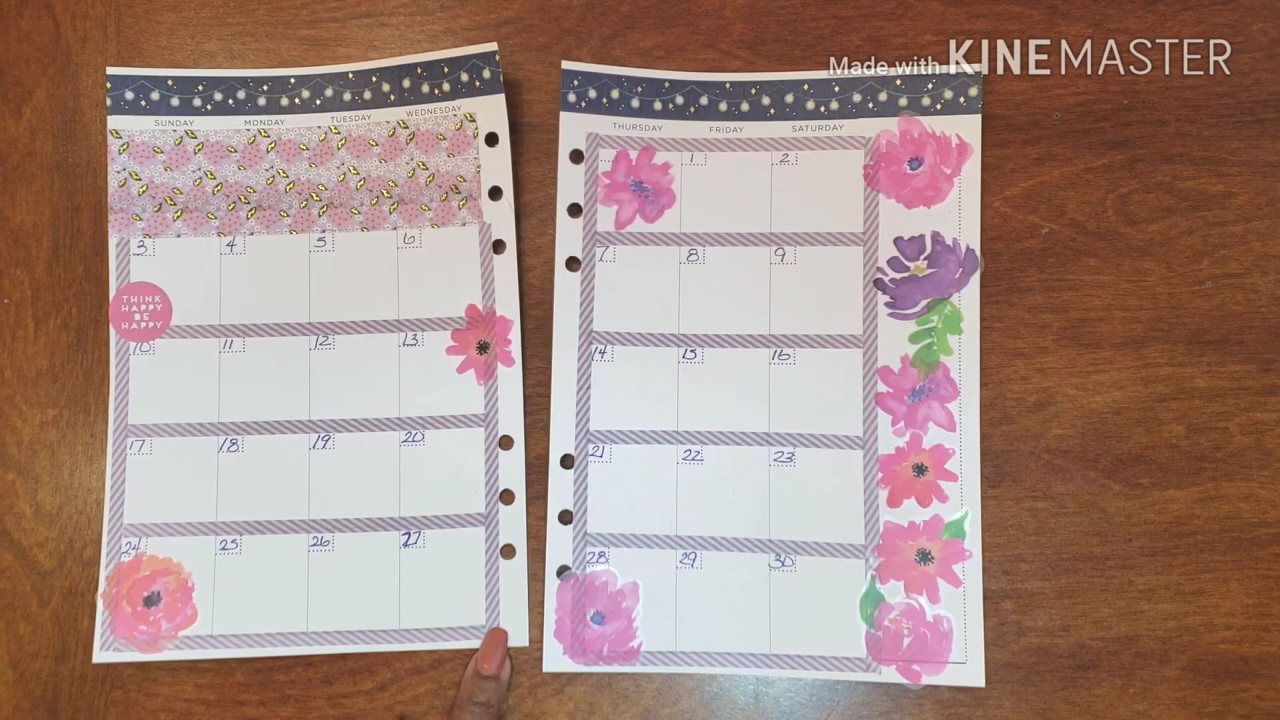 Made with KINEMASTER
SUNDAY MONDAY TUESDAY WEDNESDAY
THURSDAY FRIDAY SATURDAY
1 2
3 4 5 6
7 8 9
THINK
HAPPY
BE
HAPPY
10 11 12 13
14 15 16
17 18 19 20
21 22 23
24 25 26 27
28 29 30